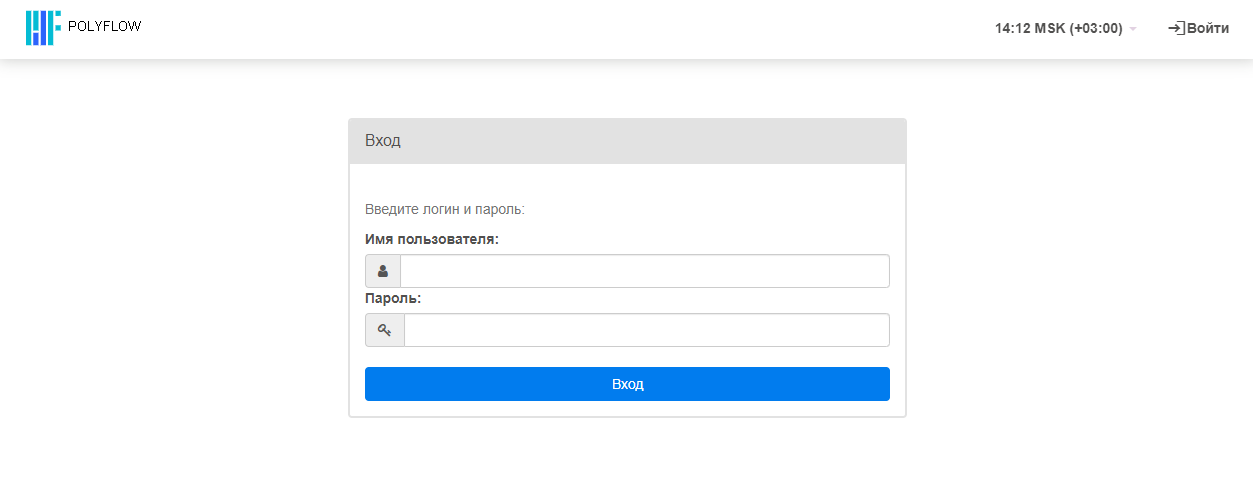 POLYFLOW
14:12 MSK (+03:00)
Войти
Вход
Введите логин и пароль:
Имя пользователя:
Пароль:
Вход